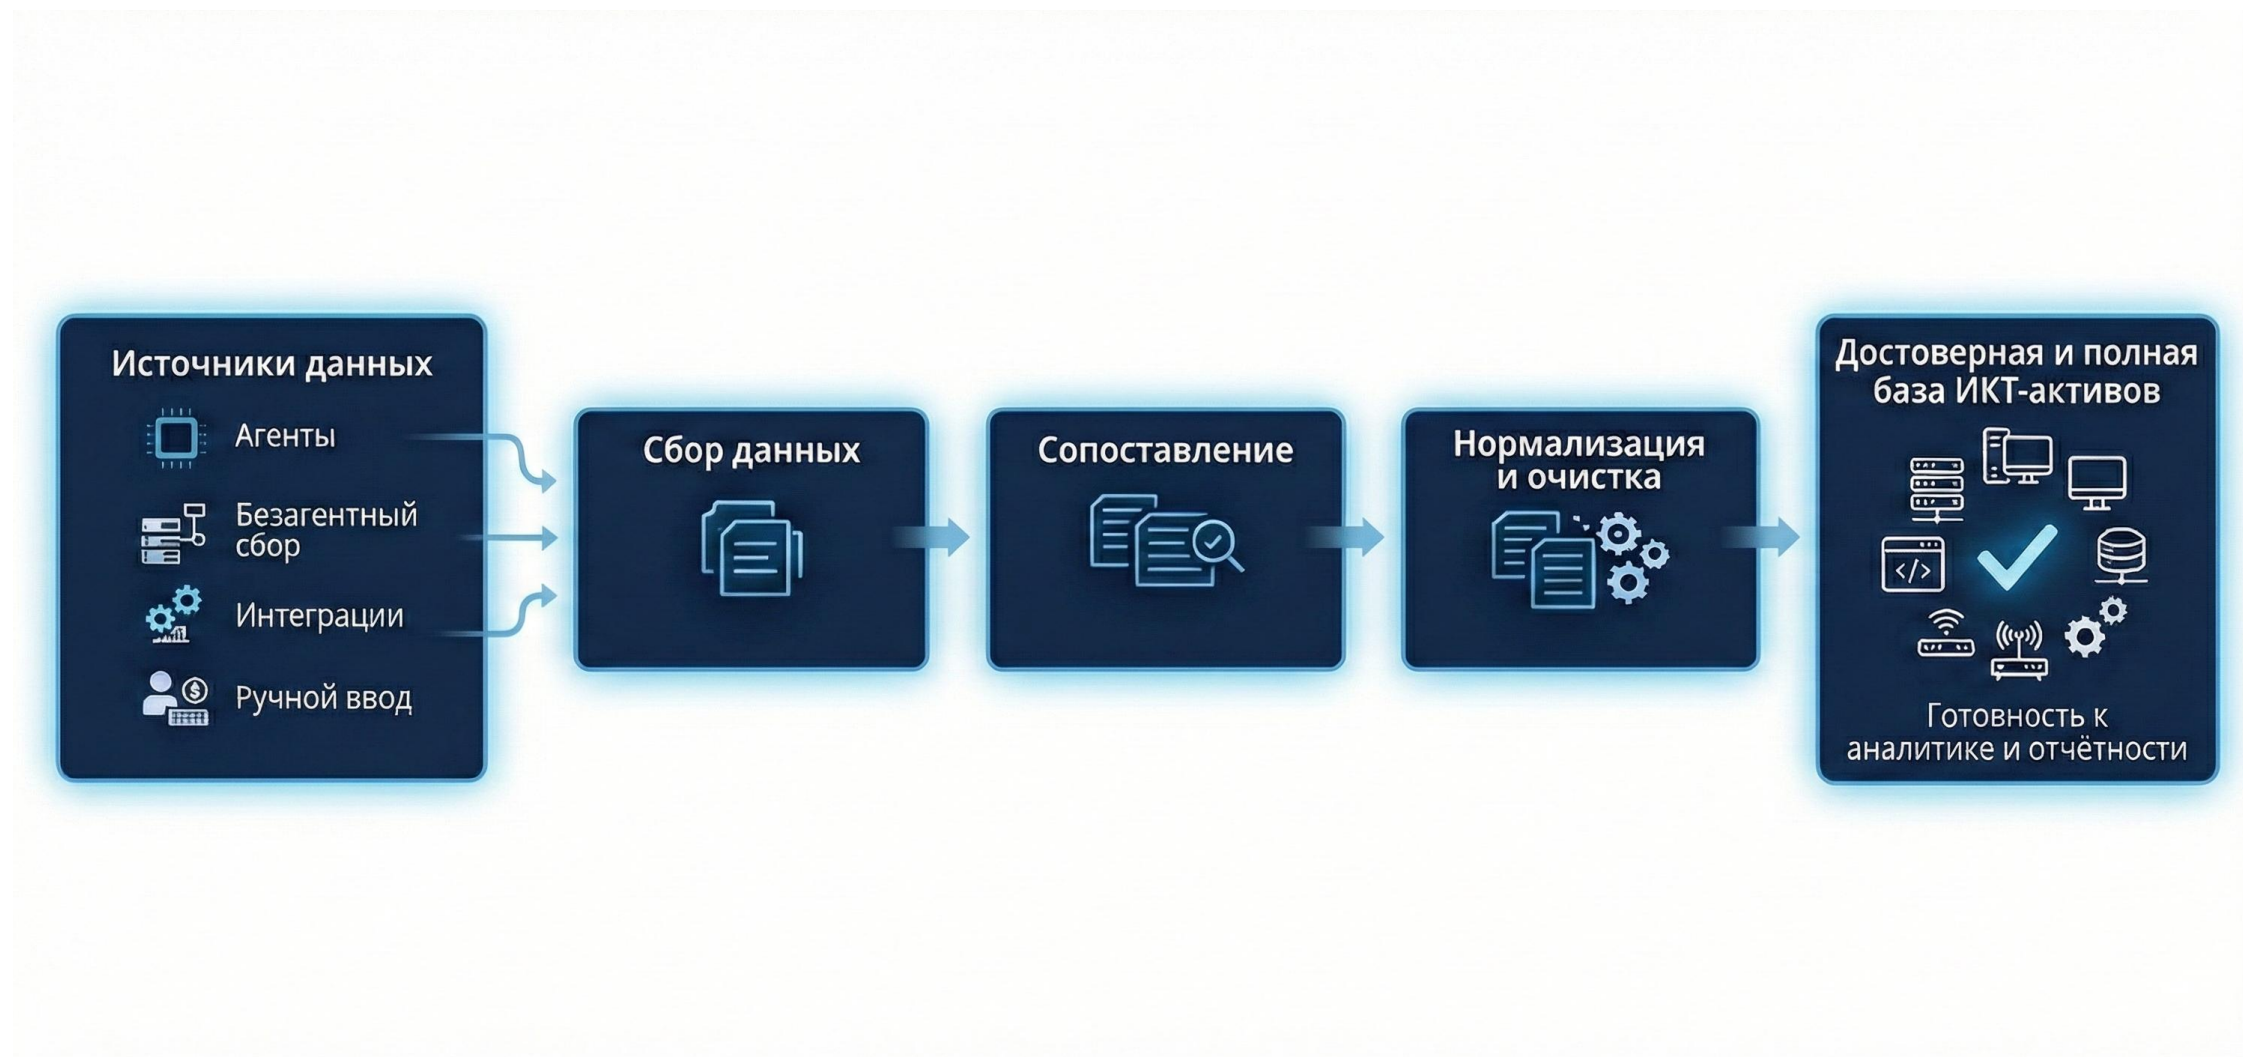 Источники данных
Агенты
Безагентный
сбор
Интеграции
Ручной ввод
Сбор данных
Сопоставление
Нормализация
и очистка
Достоверная и полная
база ИКТ-активов
</>
Готовность к
аналитике и отчётности